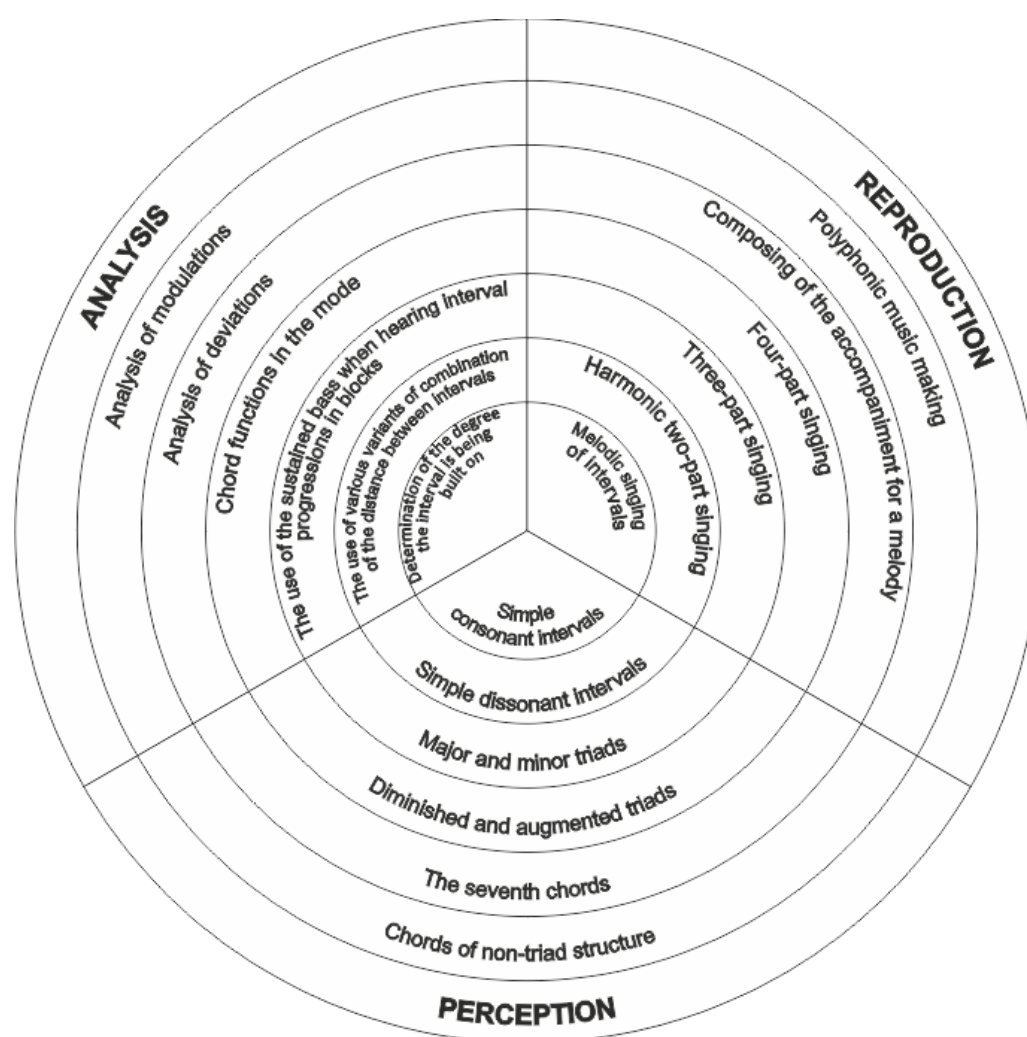 ANALYSIS
Analysis of modulations
Analysis of deviations
Chord functions in the mode
The use of the sustained bass when hearing interval
progressions in blocks
The use of various variants of combination
of the distance between intervals
Determination of the degree
the interval is being
built on
REPRODUCTION
Polyphonic music making
Composing of the accompaniment for a melody
Four-part singing
Three-part singing
Harmonic two-part singing
Melodic singing
of intervals
Simple
consonant intervals
Simple dissonant intervals
Major and minor triads
Diminished and augmented triads
The seventh chords
Chords of non-triad structure
PERCEPTION